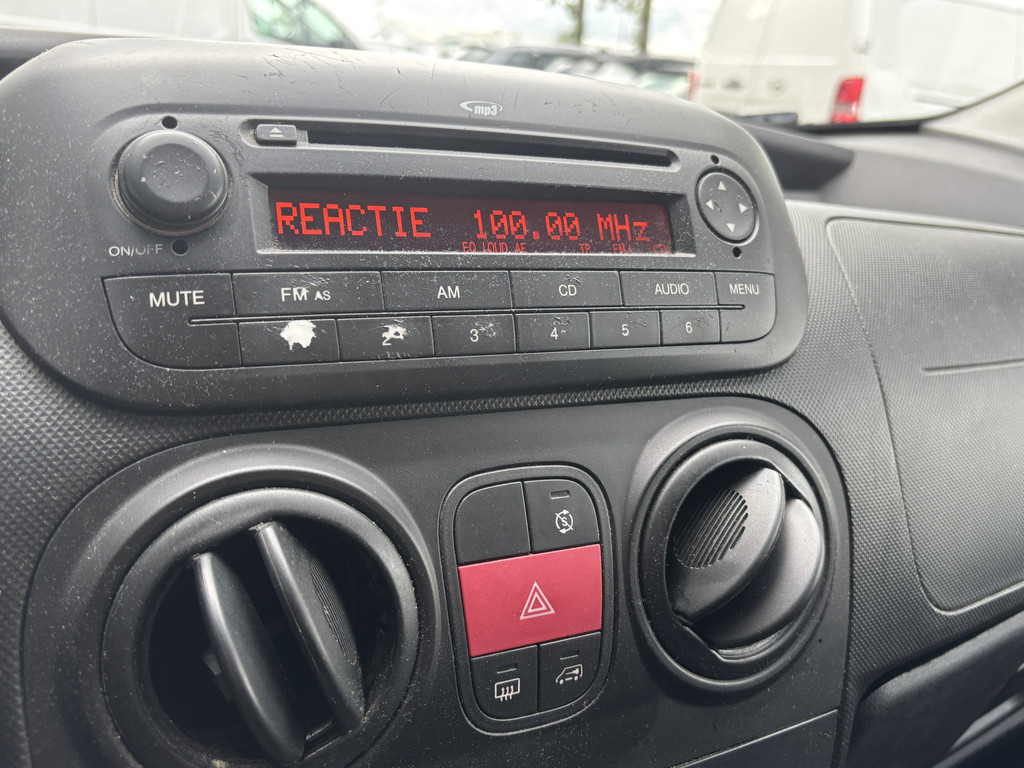 mp3
REACTIE 100.00 MHz
EQ LOUD AF TP FM1
ON/OFF
MUTE FM AS AM CD AUDIO MENU
2 3 4 5 6
S